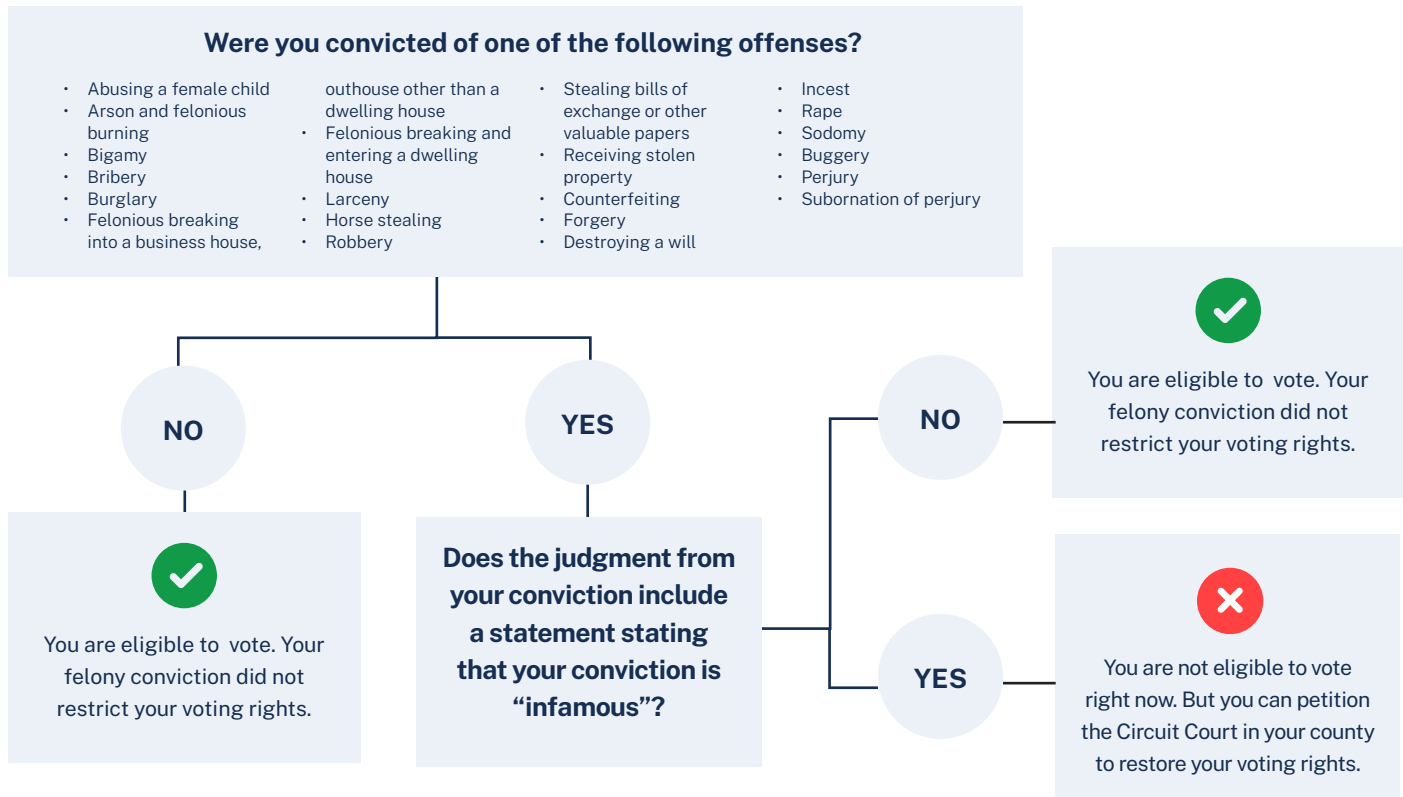 Were you convicted of one of the following offenses?
• Abusing a female child
• Arson and felonious
burning
• Bigamy
• Bribery
• Burglary
• Felonious breaking
into a business house,
outhouse other than a
dwelling house
• Felonious breaking and
entering a dwelling
house
• Larceny
• Horse stealing
• Robbery
• Stealing bills of
exchange or other
valuable papers
• Receiving stolen
property
• Counterfeiting
• Forgery
• Destroying a will
• Incest
• Rape
• Sodomy
• Buggery
• Perjury
• Subornation of perjury
NO
You are eligible to  vote. Your
felony conviction did not
restrict your voting rights.
YES
Does the judgment from
your conviction include
a statement stating
that your conviction is
“infamous”?
NO
You are eligible to  vote. Your
felony conviction did not
restrict your voting rights.
YES
You are not eligible to vote
right now. But you can petition
the Circuit Court in your county
to restore your voting rights.